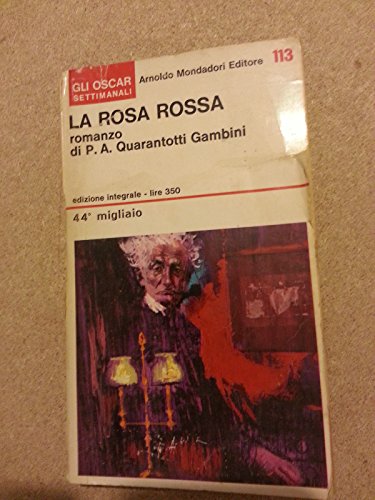 GLI OSCAR
SETTIMANALI
Arnoldo Mondadori Editore
113
LA ROSA ROSSA
romanzo
di P. A. Quarantotti Gambini
edizione integrale - lire 350
44° migliaio